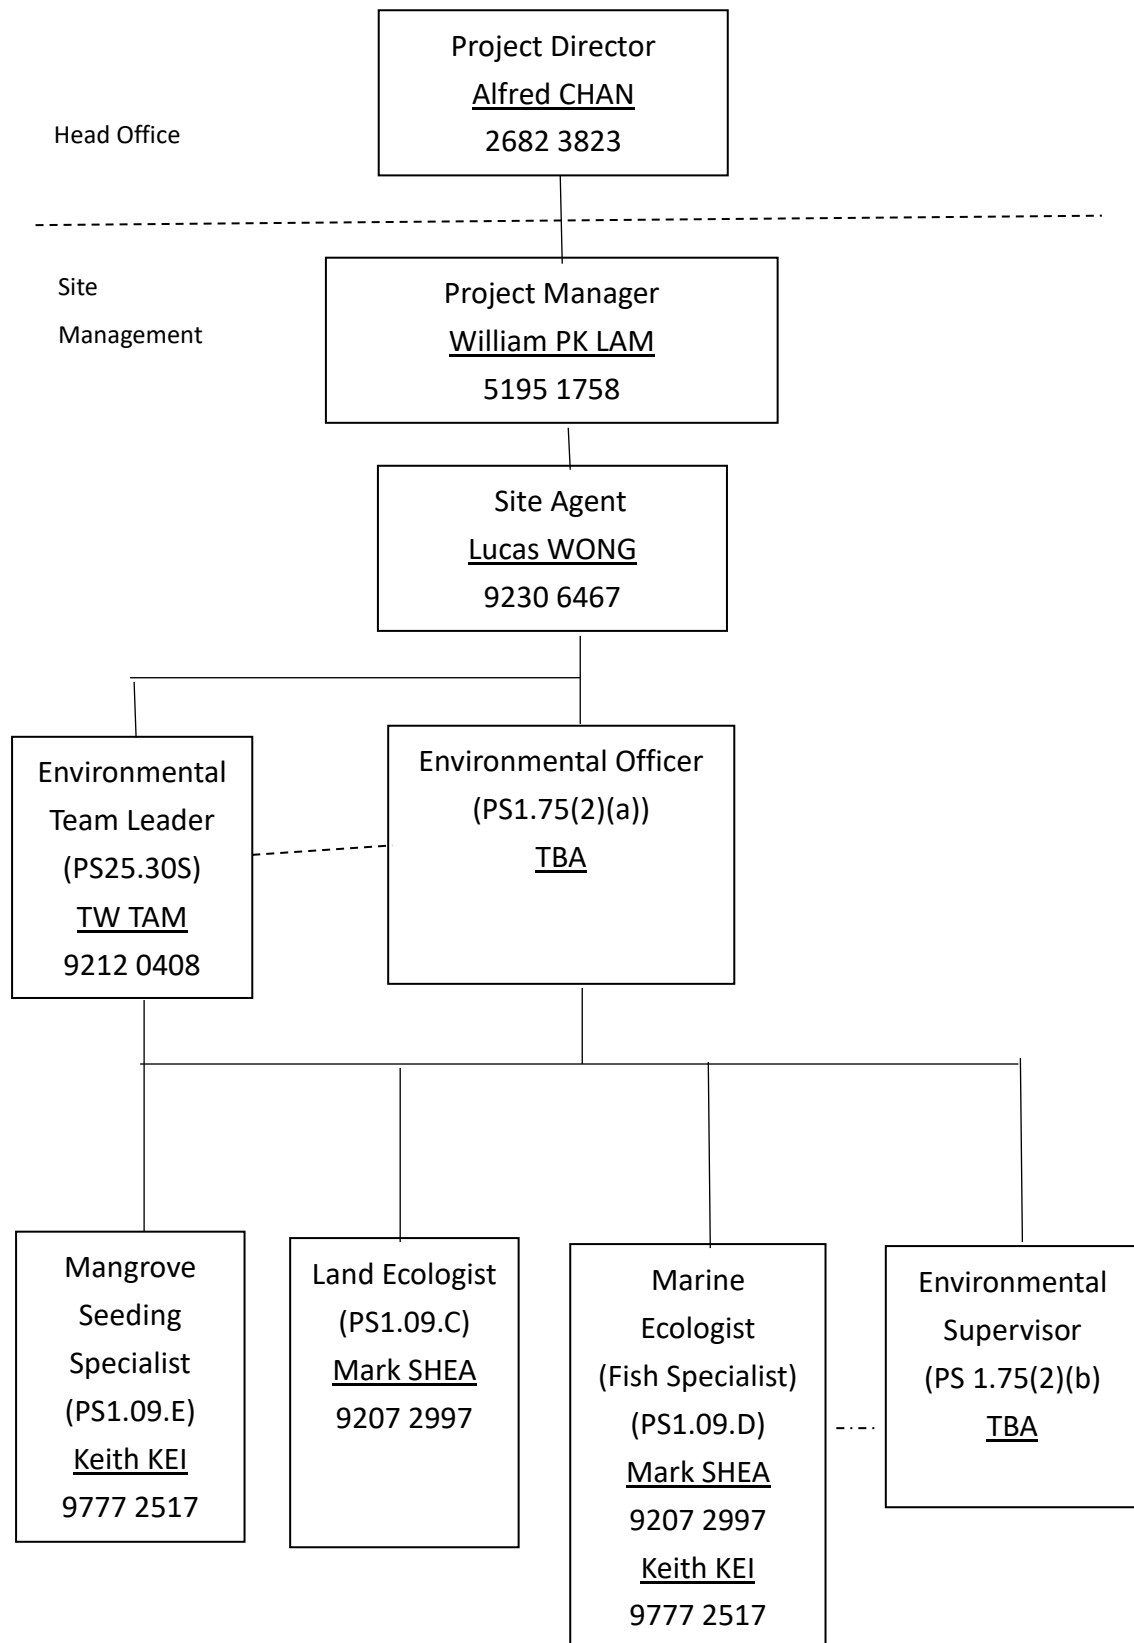 Project Director
Alfred CHAN
2682 3823
Head Office
Site
Management
Project Manager
William PK LAM
5195 1758
Site Agent
Lucas WONG
9230 6467
Environmental
Team Leader
(PS25.30S)
TW TAM
9212 0408
Environmental Officer
(PS1.75(2)(a))
TBA
Mangrove
Seeding
Specialist
(PS1.09.E)
Keith KEI
9777 2517
Land Ecologist
(PS1.09.C)
Mark SHEA
9207 2997
Marine
Ecologist
(Fish Specialist)
(PS1.09.D)
Mark SHEA
9207 2997
Keith KEI
9777 2517
Environmental
Supervisor
(PS 1.75(2)(b)
TBA